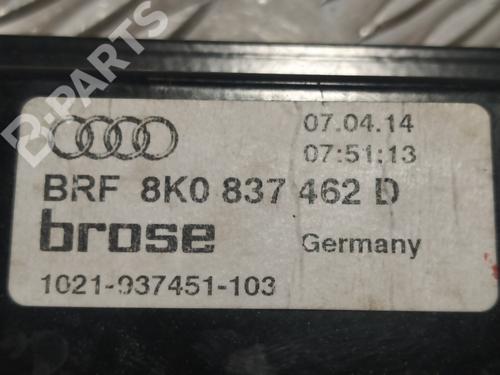 B-PARTS
07.04.14
07:51:13
BRF 8K0 837 462 D
brose
Germany
1021-937451-103